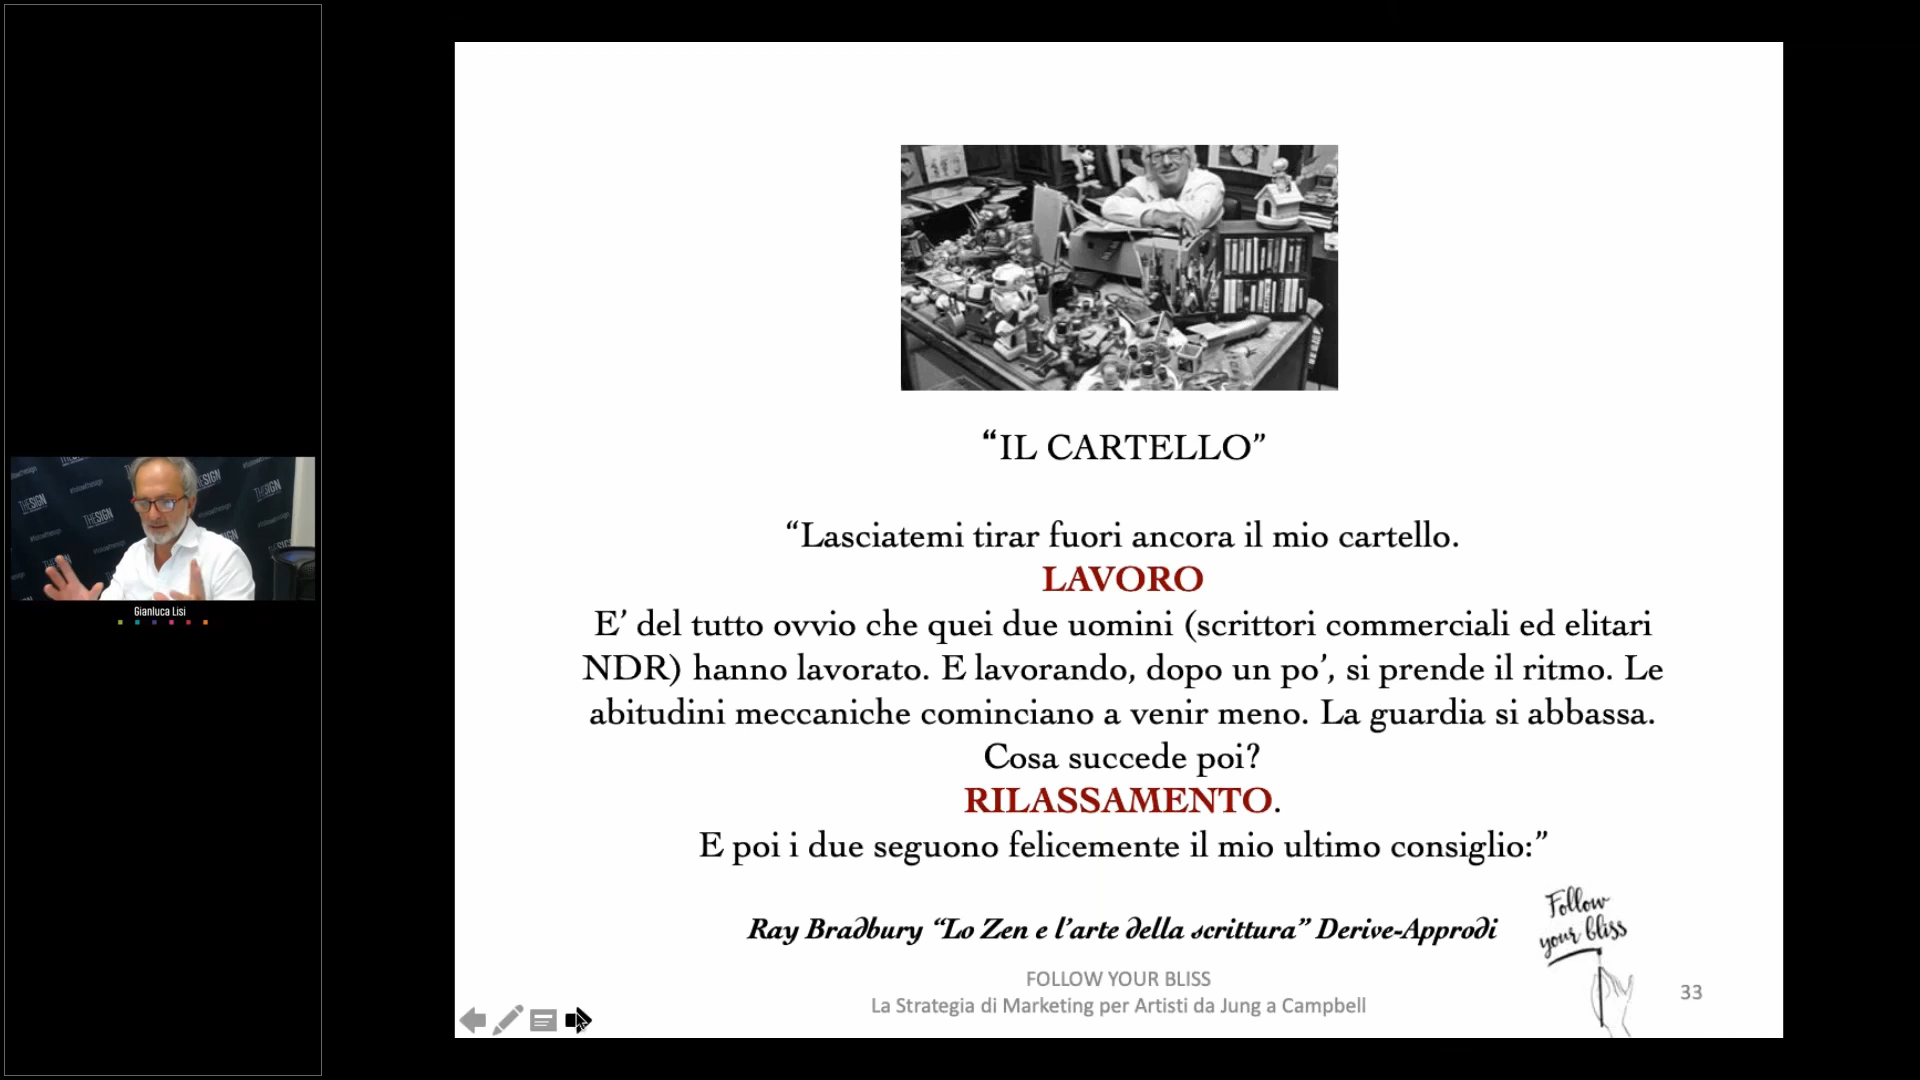 “IL CARTELLO”
“Lasciatemi tirar fuori ancora il mio cartello.
LAVORO
E’ del tutto ovvio che quei due uomini (scrittori commerciali ed elitari
NDR) hanno lavorato. E lavorando, dopo un po’, si prende il ritmo. Le
abitudini meccaniche cominciano a venir meno. La guardia si abbassa.
Cosa succede poi?
RILASSAMENTO.
E poi i due seguono felicemente il mio ultimo consiglio:”
Ray Bradbury “Lo Zen e l’arte della scrittura” Derive-Approdi
Follow
your bliss
FOLLOW YOUR BLISS
La Strategia di Marketing per Artisti da Jung a Campbell
33
THESIGN
THESIGN
THESIGN
Gianluca Lisi